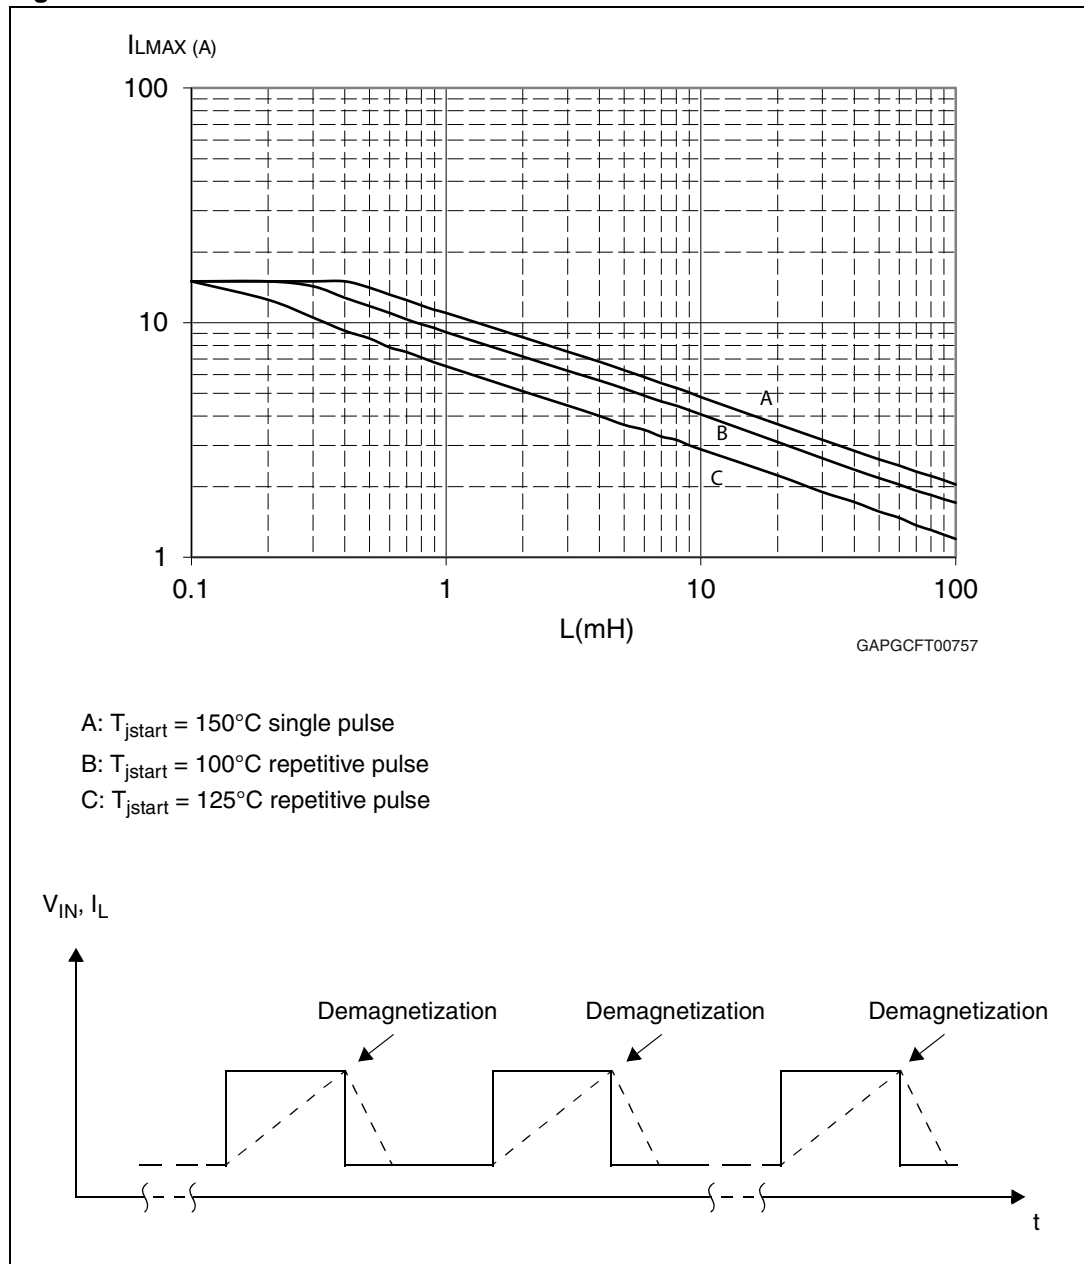 ILMAX (A)
100
10
1
A
B
C
0.1 1 10 100
L(mH)
GAPGCFT00757
A: Tjstart = 150°C single pulse
B: Tjstart = 100°C repetitive pulse
C: Tjstart = 125°C repetitive pulse
VIN, IL
Demagnetization Demagnetization Demagnetization
t